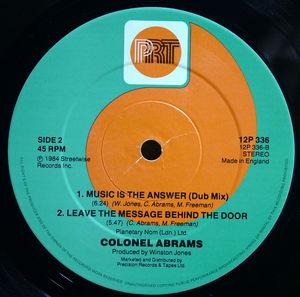 PRT
SIDE 2
45 RPM
℗ 1984 Streetwise
Records Inc.
12P 336
12P 336-B
STEREO
Made in England
1. MUSIC IS THE ANSWER (Dub Mix)
(6.24) (W. Jones, C. Abrams, M. Freeman)
2. LEAVE THE MESSAGE BEHIND THE DOOR
(5.47) (C. Abrams, M. Freeman)
Planetary Nom (Ldn.) Ltd
COLONEL ABRAMS
Produced by Winston Jones
Marketed and Distributed by
Precision Records & Tapes Ltd.